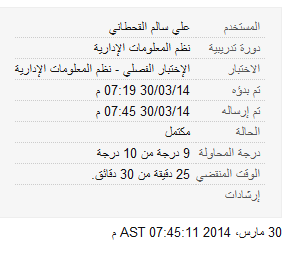 المستخدم علي سالم القحطاني
دورة تدريبية نظم المعلومات الإدارية
الاختبار الإختبار الفصلي - نظم المعلومات الإدارية
تم بدؤه 30/03/14 07:19 م
تم إرساله 30/03/14 07:45 م
الحالة مكتمل
درجة المحاولة 9 درجة من 10 درجة
الوقت المنقضي 25 دقيقة من 30 دقائق.
إرشادات
30 مارس، 2014 07:45:11 AST م